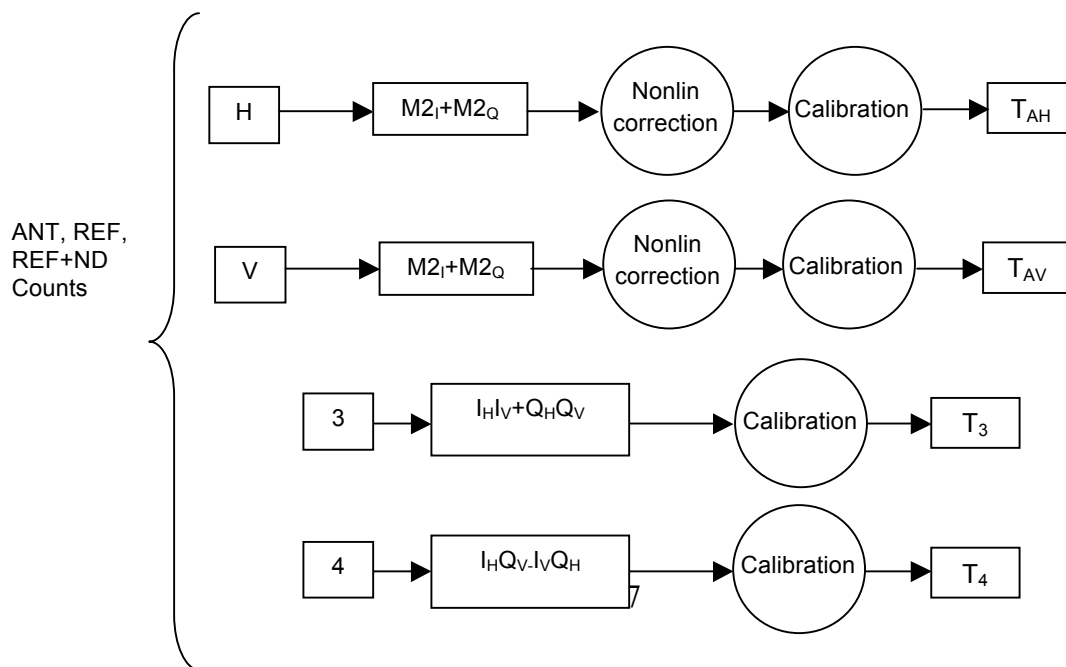 ANT, REF,
REF+ND
Counts
H
M2I+M2Q
Nonlin
correction
Calibration
TAH
V
M2I+M2Q
Nonlin
correction
Calibration
TAV
3
IHIV+QHQV
Calibration
T3
4
IHQV-IVQH
Calibration
T4